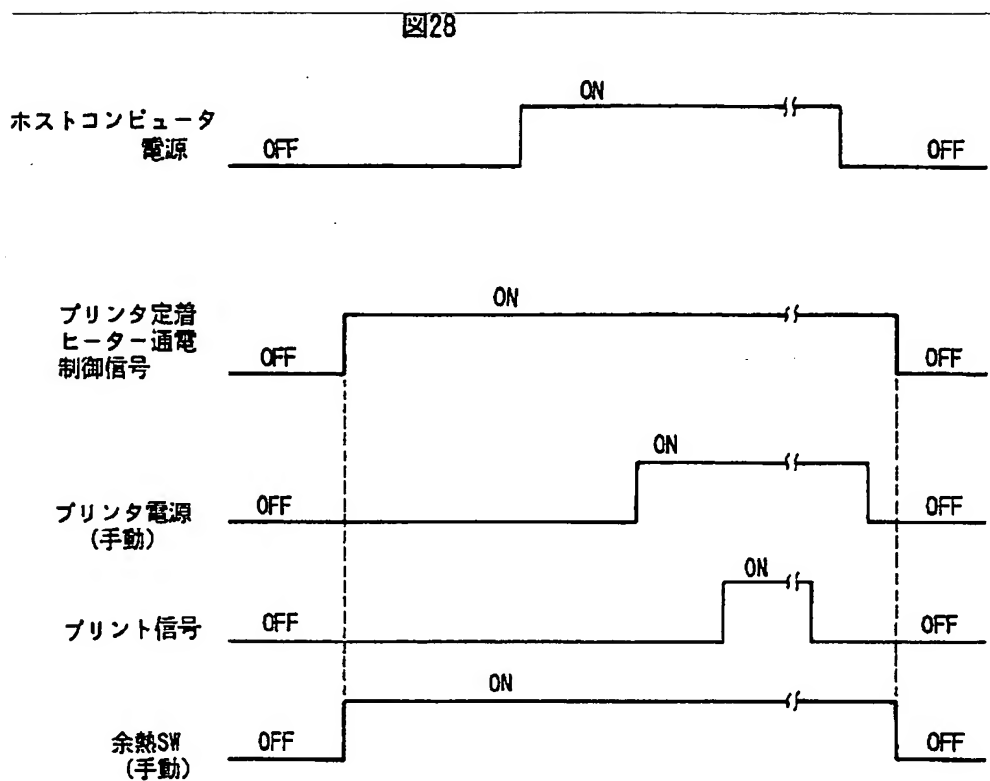 図28
ON
ホストコンピュータ
電源 OFF OFF
ON
プリンタ定着
ヒーター通電
制御信号 OFF OFF
ON
プリンタ電源 OFF OFF
(手動)
ON
プリント信号 OFF OFF
ON
余熱SW OFF OFF
(手動)